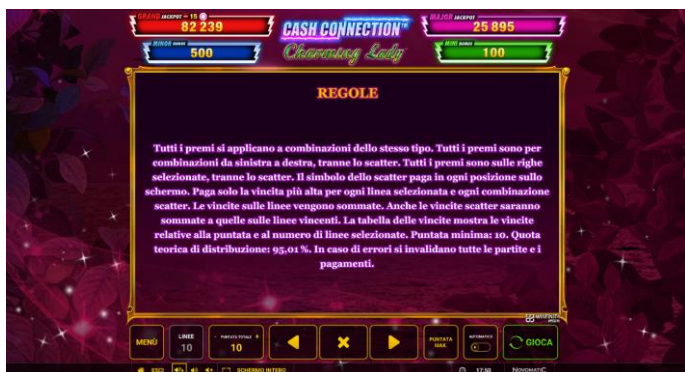 GRAND JACKPOT - 15
82 239
CASH CONNECTION™
MAJOR JACKPOT
25 895
MINOR BONUS
500
Charming Lady
MINI BONUS
100
REGOLE
Tutti i premi si applicano a combinazioni dello stesso tipo. Tutti i premi sono per
combinazioni da sinistra a destra, tranne lo scatter. Tutti i premi sono sulle righe
selezionate, tranne lo scatter. Il simbolo dello scatter paga in ogni posizione sullo
schermo. Paga solo la vincita più alta per ogni linea selezionata e ogni combinazione
scatter. Le vincite sulle linee vengono sommate. Anche le vincite scatter saranno
sommate a quelle sulle linee vincenti. La tabella delle vincite mostra le vincite
relative alla puntata e al numero di linee selezionate. Puntata minima: 10. Quota
teorica di distribuzione: 95,01 %. In caso di errori si invalidano tutte le partite e i
pagamenti.
MENÙ
LINEE
10
- PUNTATA TOTALE +
10
PUNTATA
MAX.
AUTOMATICO
GIOCA
ESCI
SCHERMO INTERO
17:50
NOVOMATIC